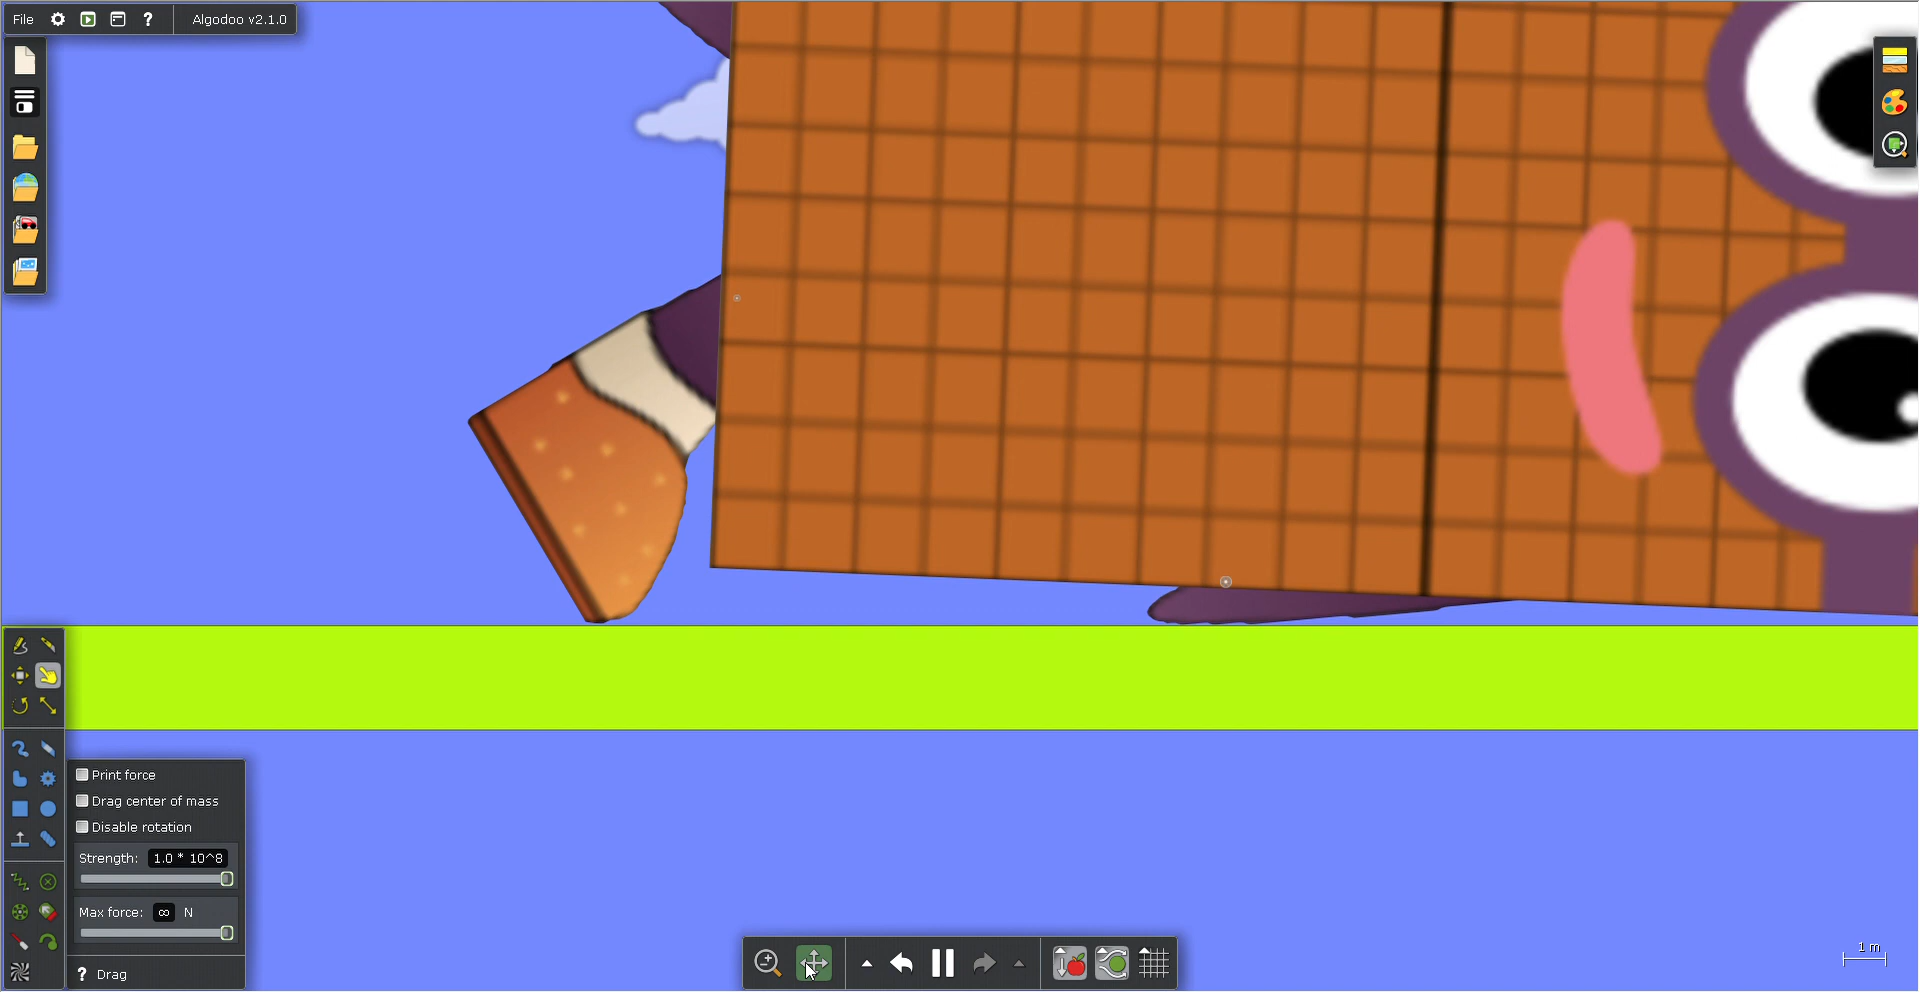 File ? Algodoo v2.1.0
Print force
Drag center of mass
Disable rotation
Strength: 1.0 * 10^8
Max force: ∞ N
? Drag
1 m